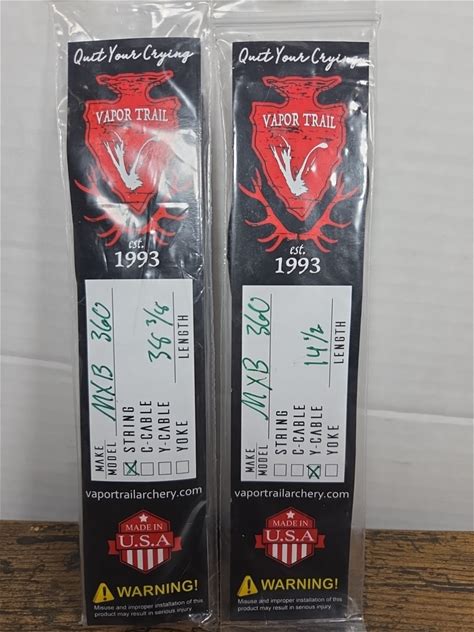 Quit Your Crying
VAPOR TRAIL
est.
1993
MAKE
MODEL
MXB 360
☒ STRING
☐ C-CABLE
☐ Y-CABLE
☐ YOKE
38 3/8
LENGTH
vaportrailarchery.com
MADE IN
U.S.A
WARNING!
Misuse and improper installation of this
product may result in serious injury.
Quit Your Crying
VAPOR TRAIL
est.
1993
MAKE
MODEL
MXB 360
☐ STRING
☐ C-CABLE
☒ Y-CABLE
☐ YOKE
14 1/2
LENGTH
vaportrailarchery.com
MADE IN
U.S.A
WARNING!
Misuse and improper installation of this
product may result in serious injury.